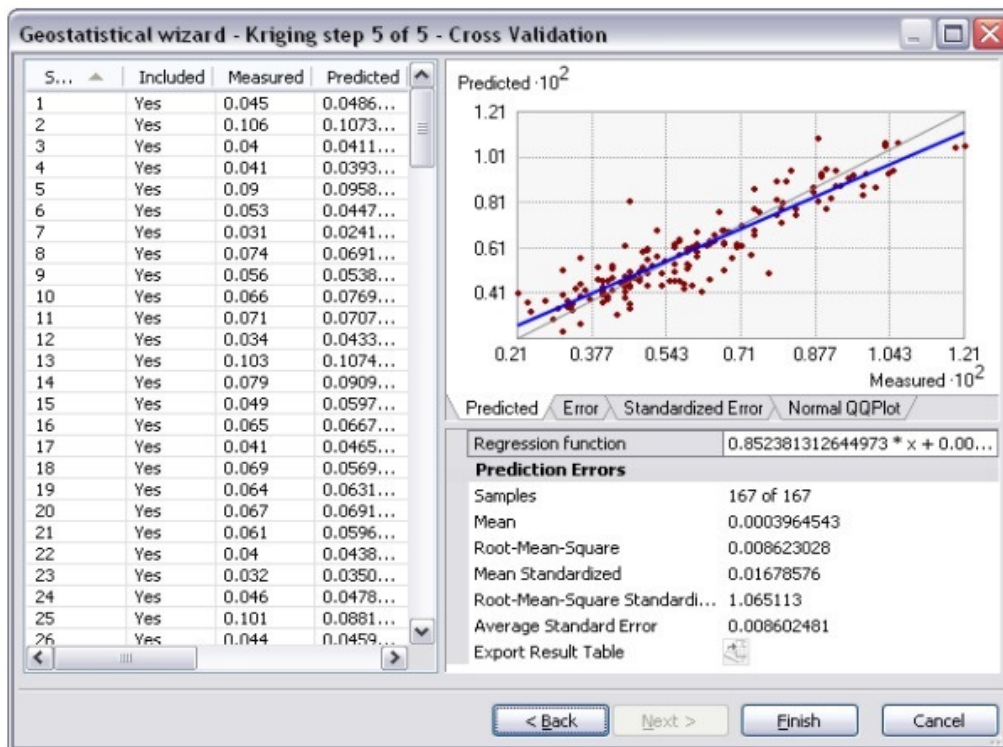 Geostatistical wizard - Kriging step 5 of 5 - Cross Validation
S... Included Measured Predicted
1 Yes 0.045 0.0486...
2 Yes 0.106 0.1073...
3 Yes 0.04 0.0411...
4 Yes 0.041 0.0393...
5 Yes 0.09 0.0958...
6 Yes 0.053 0.0447...
7 Yes 0.031 0.0241...
8 Yes 0.074 0.0691...
9 Yes 0.056 0.0538...
10 Yes 0.066 0.0769...
11 Yes 0.071 0.0707...
12 Yes 0.034 0.0433...
13 Yes 0.103 0.1074...
14 Yes 0.079 0.0909...
15 Yes 0.049 0.0597...
16 Yes 0.065 0.0667...
17 Yes 0.041 0.0465...
18 Yes 0.069 0.0569...
19 Yes 0.064 0.0631...
20 Yes 0.067 0.0691...
21 Yes 0.061 0.0596...
22 Yes 0.04 0.0438...
23 Yes 0.032 0.0350...
24 Yes 0.046 0.0478...
25 Yes 0.101 0.0881...
26 Yes 0.044 0.0459...
Predicted ·10²
1.21
1.01
0.81
0.61
0.41
0.21 0.377 0.543 0.71 0.877 1.043 1.21
Measured ·10²
Predicted Error Standardized Error Normal QQPlot
Regression function 0.852381312644973 * x + 0.00...
Prediction Errors
Samples 167 of 167
Mean 0.0003964543
Root-Mean-Square 0.008623028
Mean Standardized 0.01678576
Root-Mean-Square Standardi... 1.065113
Average Standard Error 0.008602481
Export Result Table
< Back Next > Finish Cancel